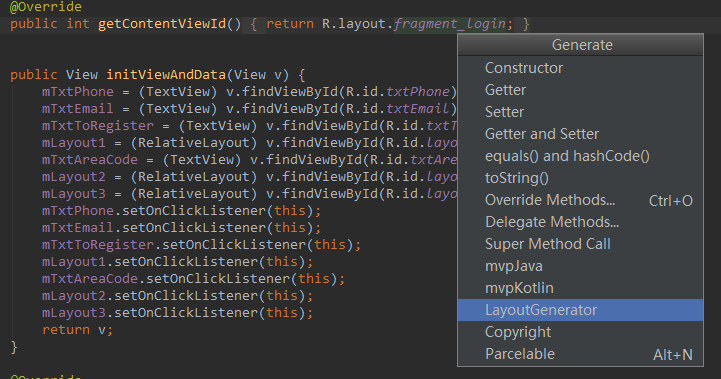 @Override
public int getContentViewId() { return R.layout.fragment_login; }
public View initViewAndData(View v) {
mTxtPhone = (TextView) v.findViewById(R.id.txtPhone)
mTxtEmail = (TextView) v.findViewById(R.id.txtEmail)
mTxtToRegister = (TextView) v.findViewById(R.id.txtT
mLayout1 = (RelativeLayout) v.findViewById(R.id.layo
mTxtAreaCode = (TextView) v.findViewById(R.id.txtAre
mLayout2 = (RelativeLayout) v.findViewById(R.id.layo
mLayout3 = (RelativeLayout) v.findViewById(R.id.layo
mTxtPhone.setOnClickListener(this);
mTxtEmail.setOnClickListener(this);
mTxtToRegister.setOnClickListener(this);
mLayout1.setOnClickListener(this);
mTxtAreaCode.setOnClickListener(this);
mLayout2.setOnClickListener(this);
mLayout3.setOnClickListener(this);
return v;
}
@Override
Generate
Constructor
Getter
Setter
Getter and Setter
equals() and hashCode()
toString()
Override Methods... Ctrl+O
Delegate Methods...
Super Method Call
mvpJava
mvpKotlin
LayoutGenerator
Copyright
Parcelable Alt+N